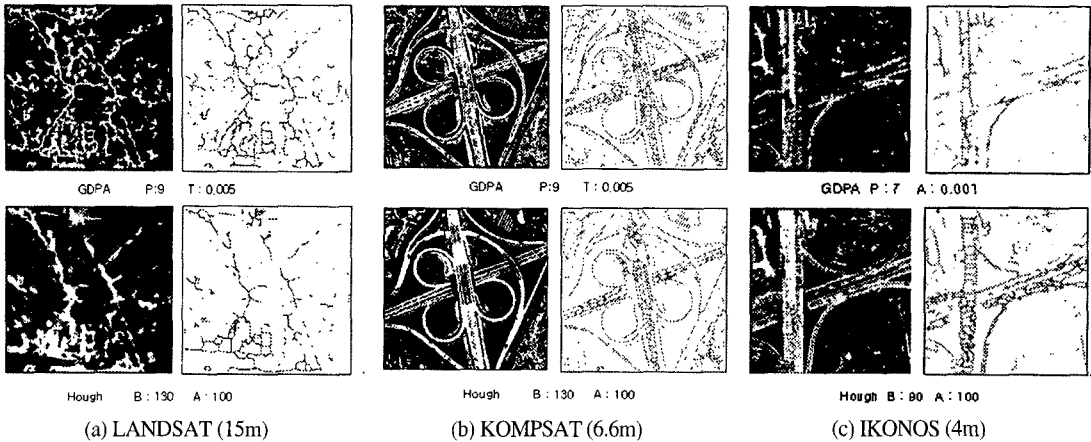 GDPA P:9 T:0.005
GDPA P:9 T:0.005
GDPA P:7 A:0.001
Hough B:130 A:100
Hough B:130 A:100
Hough B:90 A:100
(a) LANDSAT (15m)
(b) KOMPSAT (6.6m)
(c) IKONOS (4m)